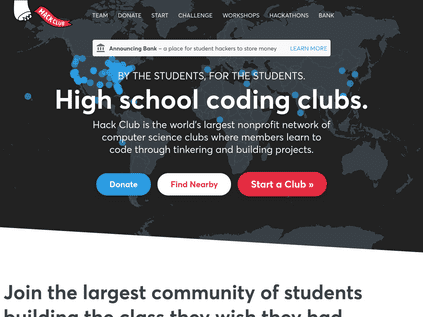 HACK CLUB
TEAM DONATE START CHALLENGE WORKSHOPS HACKATHONS BANK
Announcing Bank – a place for student hackers to store money LEARN MORE
BY THE STUDENTS, FOR THE STUDENTS.
High school coding clubs.
Hack Club is the world's largest nonprofit network of
computer science clubs where members learn to
code through tinkering and building projects.
Donate Find Nearby Start a Club »
Join the largest community of students
building the class they wish they had